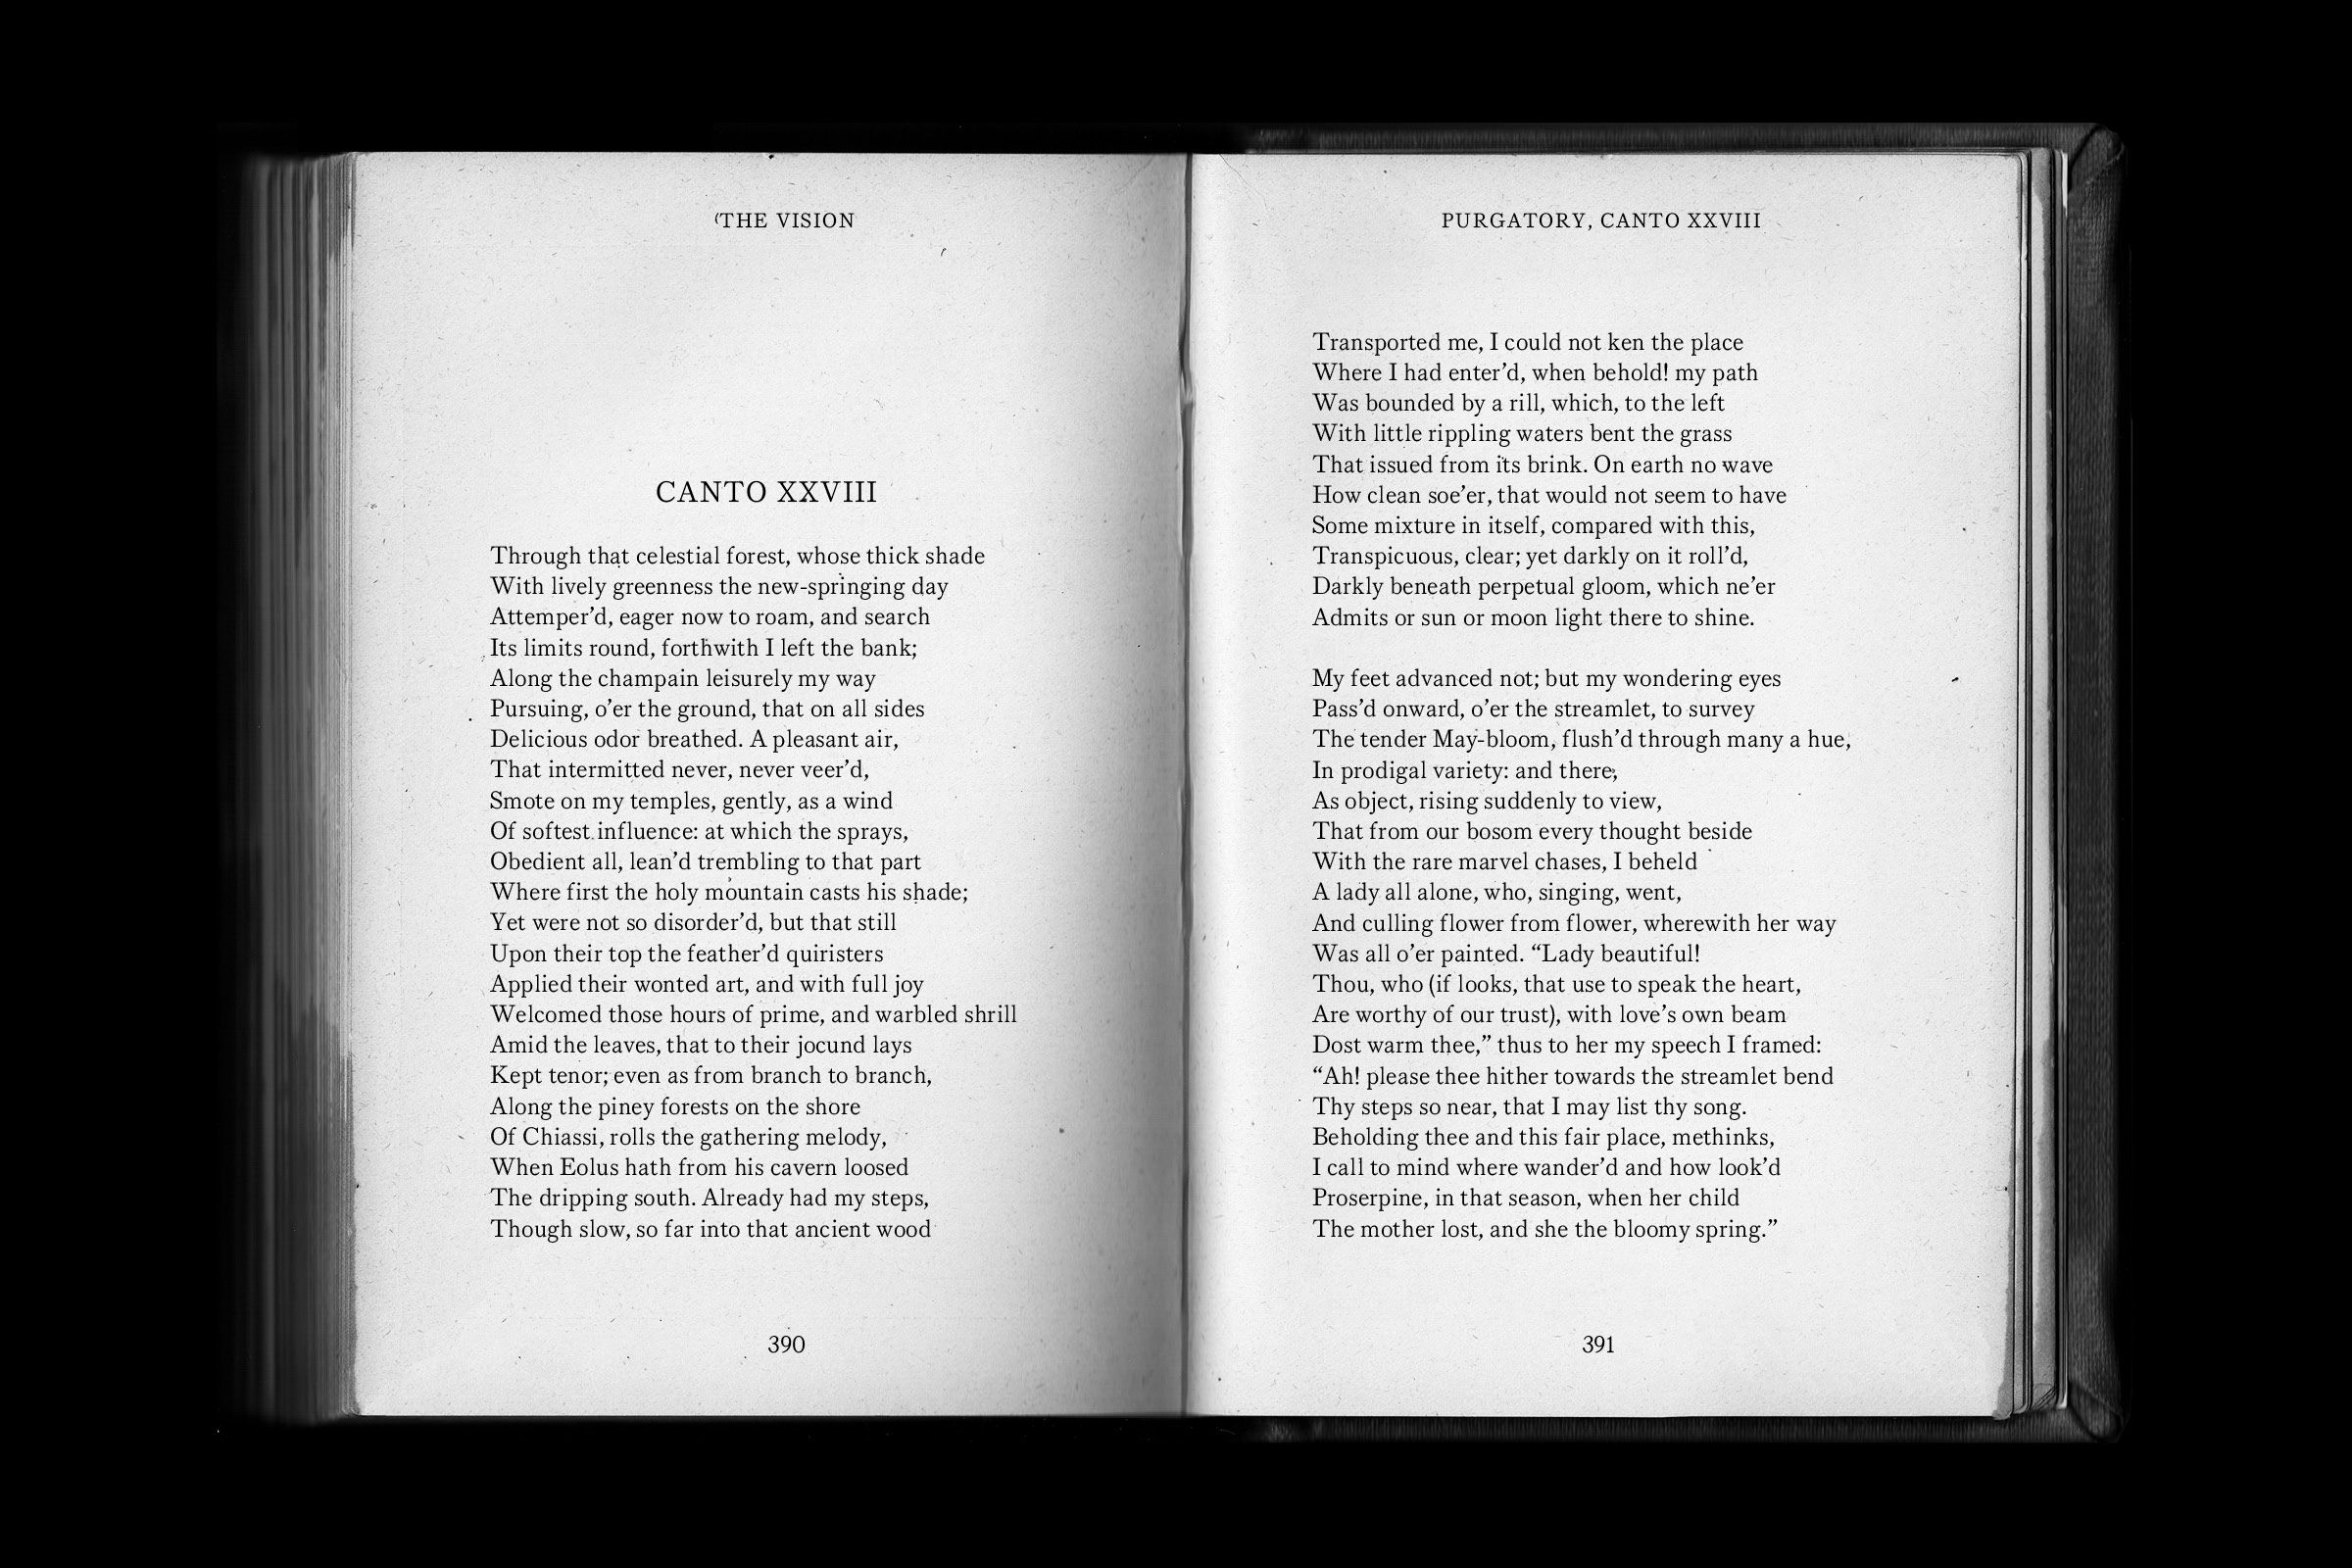 THE VISION
CANTO XXVIII
Through that celestial forest, whose thick shade
With lively greenness the new-springing day
Attemper’d, eager now to roam, and search
Its limits round, forthwith I left the bank;
Along the champain leisurely my way
Pursuing, o’er the ground, that on all sides
Delicious odor breathed. A pleasant air,
That intermitted never, never veer’d,
Smote on my temples, gently, as a wind
Of softest influence: at which the sprays,
Obedient all, lean’d trembling to that part
Where first the holy mountain casts his shade;
Yet were not so disorder’d, but that still
Upon their top the feather’d quiristers
Applied their wonted art, and with full joy
Welcomed those hours of prime, and warbled shrill
Amid the leaves, that to their jocund lays
Kept tenor; even as from branch to branch,
Along the piney forests on the shore
Of Chiassi, rolls the gathering melody,
When Eolus hath from his cavern loosed
The dripping south. Already had my steps,
Though slow, so far into that ancient wood
390
PURGATORY, CANTO XXVIII
Transported me, I could not ken the place
Where I had enter’d, when behold! my path
Was bounded by a rill, which, to the left
With little rippling waters bent the grass
That issued from its brink. On earth no wave
How clean soe’er, that would not seem to have
Some mixture in itself, compared with this,
Transpicuous, clear; yet darkly on it roll’d,
Darkly beneath perpetual gloom, which ne’er
Admits or sun or moon light there to shine.
My feet advanced not; but my wondering eyes
Pass’d onward, o’er the streamlet, to survey
The tender May-bloom, flush’d through many a hue,
In prodigal variety: and there,
As object, rising suddenly to view,
That from our bosom every thought beside
With the rare marvel chases, I beheld
A lady all alone, who, singing, went,
And culling flower from flower, wherewith her way
Was all o’er painted. “Lady beautiful!
Thou, who (if looks, that use to speak the heart,
Are worthy of our trust), with love’s own beam
Dost warm thee,” thus to her my speech I framed:
“Ah! please thee hither towards the streamlet bend
Thy steps so near, that I may list thy song.
Beholding thee and this fair place, methinks,
I call to mind where wander’d and how look’d
Proserpine, in that season, when her child
The mother lost, and she the bloomy spring.”
391